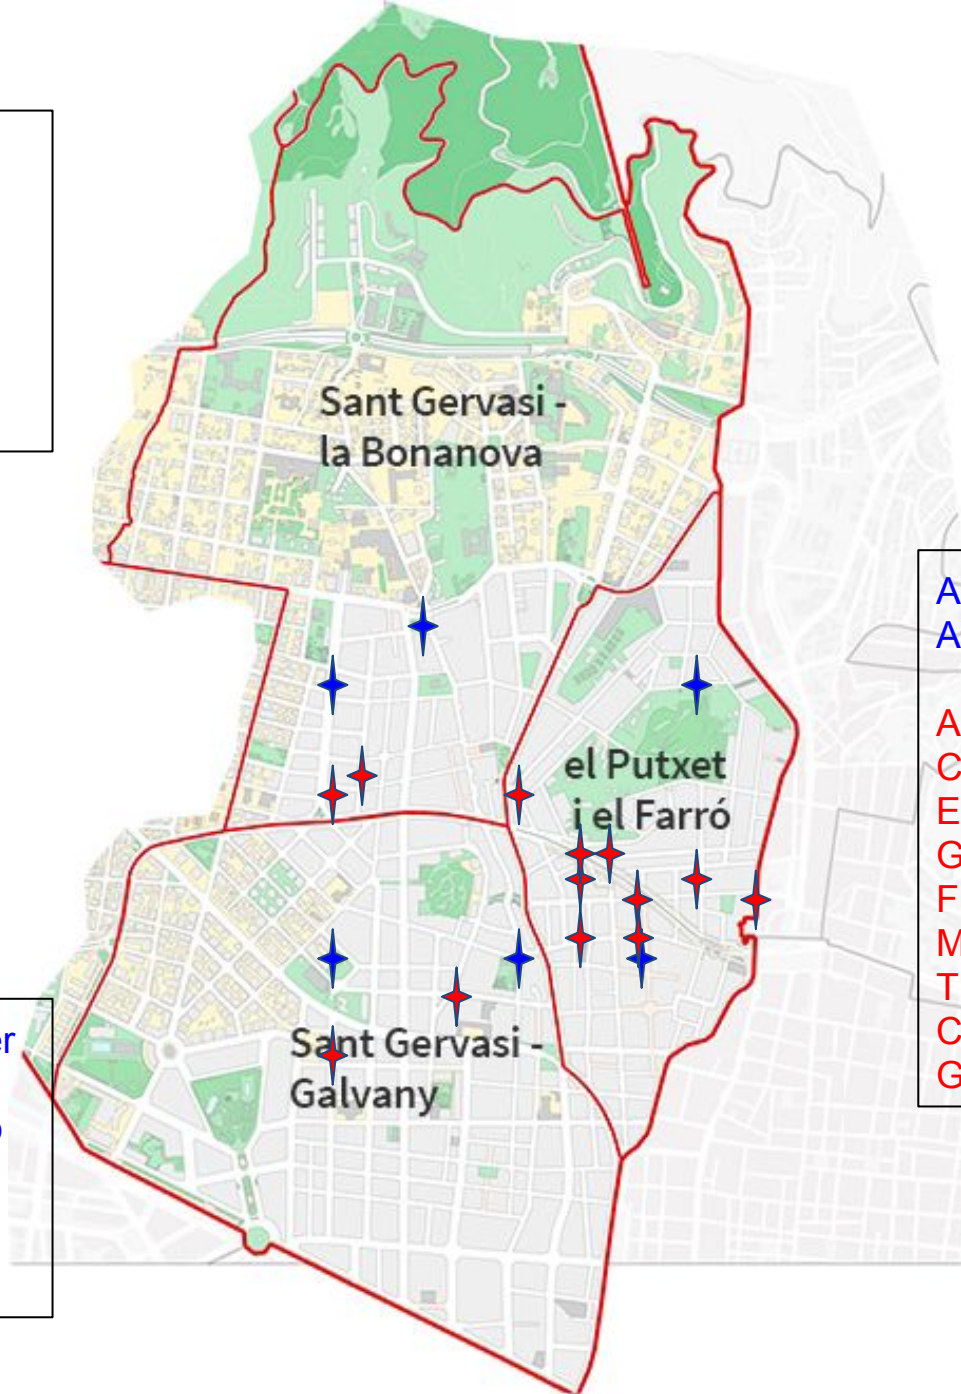 Sant Gervasi -
la Bonanova
el Putxet
i el Farró
Sant Gervasi -
Galvany
A
A
A
C
E
G
F
M
T
C
G